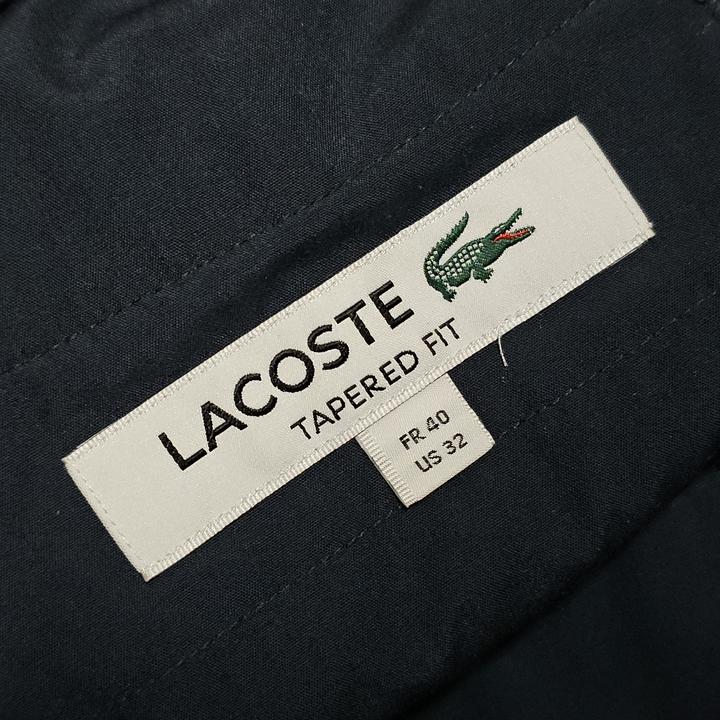 LACOSTE
TAPERED FIT
FR 40
US 32